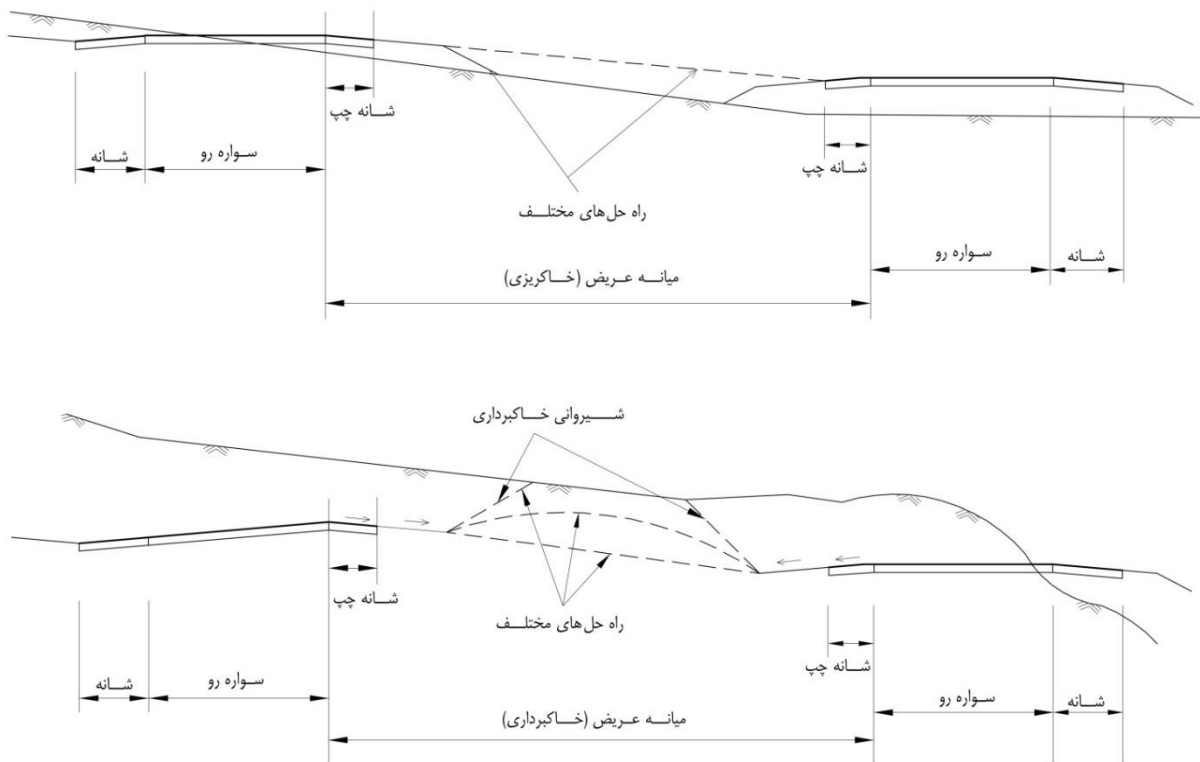 شانه چپ
شانه
سواره رو
شانه چپ
سواره رو
شانه
راه حل‌های مختلف
میانه عریض (خاکریزی)
شیروانی خاکبرداری
شانه چپ
راه حل‌های مختلف
شانه چپ
شانه
سواره رو
سواره رو
شانه
میانه عریض (خاکبرداری)